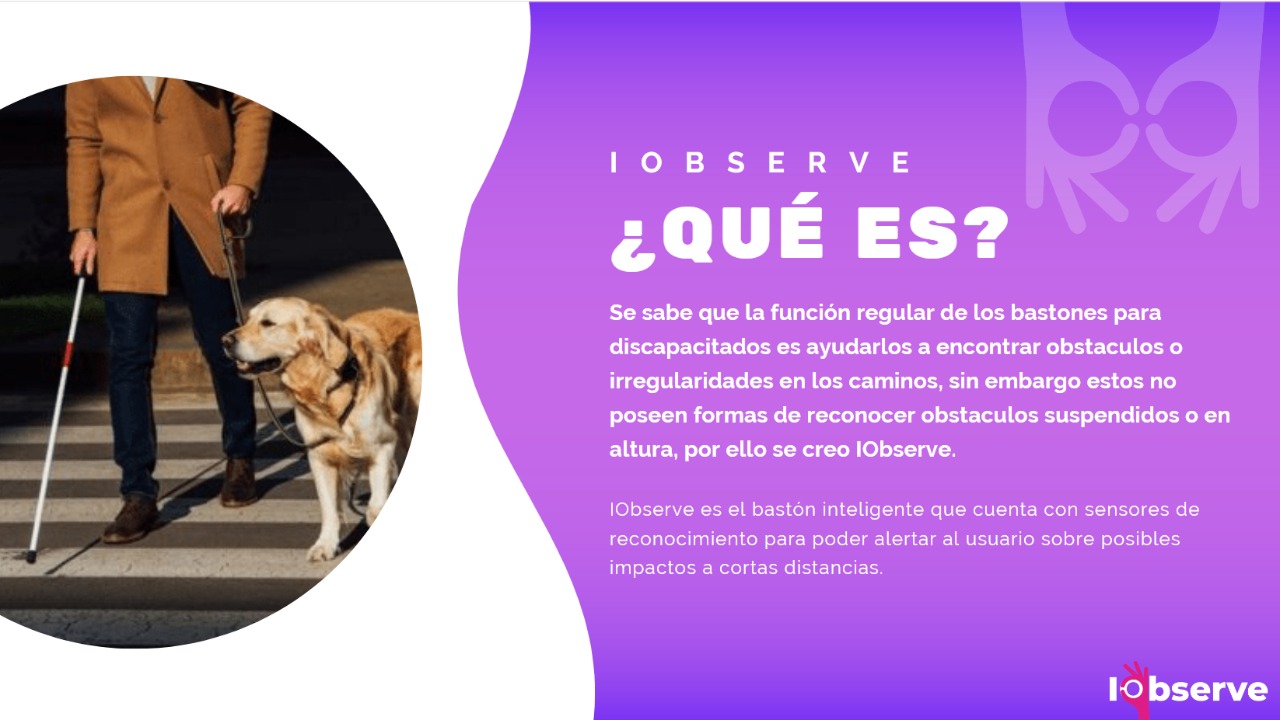 IOBSERVE
¿QUÉ ES?
Se sabe que la función regular de los bastones para
discapacitados es ayudarlos a encontrar obstaculos o
irregularidades en los caminos, sin embargo estos no
poseen formas de reconocer obstaculos suspendidos o en
altura, por ello se creo IObserve.
IObserve es el bastón inteligente que cuenta con sensores de
reconocimiento para poder alertar al usuario sobre posibles
impactos a cortas distancias.
IObserve